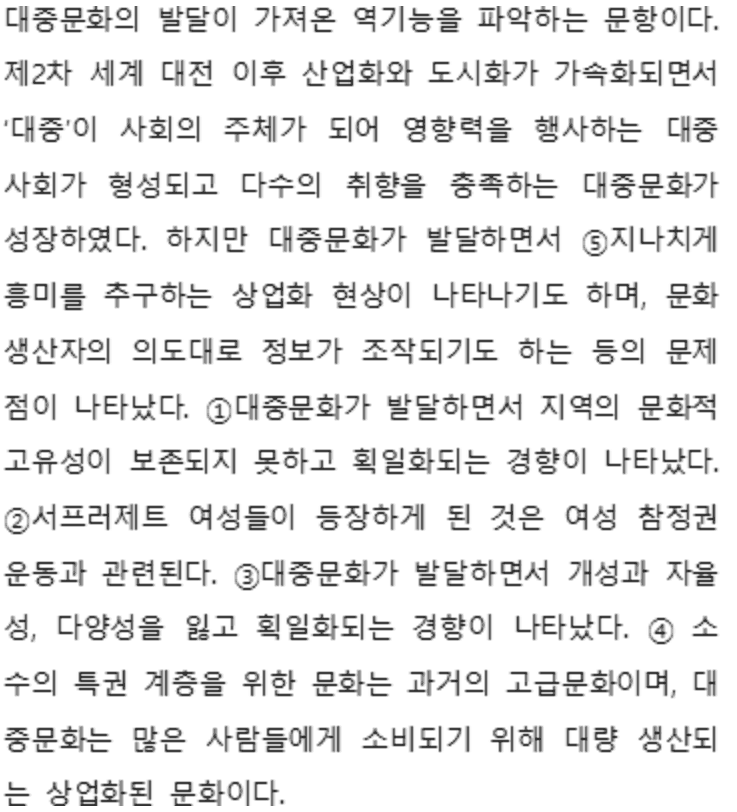 대중문화의 발달이 가져온 역기능을 파악하는 문항이다.
제2차 세계 대전 이후 산업화와 도시화가 가속화되면서
‘대중’이 사회의 주체가 되어 영향력을 행사하는 대중
사회가 형성되고 다수의 취향을 충족하는 대중문화가
성장하였다. 하지만 대중문화가 발달하면서 ⑤지나치게
흥미를 추구하는 상업화 현상이 나타나기도 하며, 문화
생산자의 의도대로 정보가 조작되기도 하는 등의 문제
점이 나타났다. ①대중문화가 발달하면서 지역의 문화적
고유성이 보존되지 못하고 획일화되는 경향이 나타났다.
②서프러제트 여성들이 등장하게 된 것은 여성 참정권
운동과 관련된다. ③대중문화가 발달하면서 개성과 자율
성, 다양성을 잃고 획일화되는 경향이 나타났다. ④ 소
수의 특권 계층을 위한 문화는 과거의 고급문화이며, 대
중문화는 많은 사람들에게 소비되기 위해 대량 생산되
는 상업화된 문화이다.